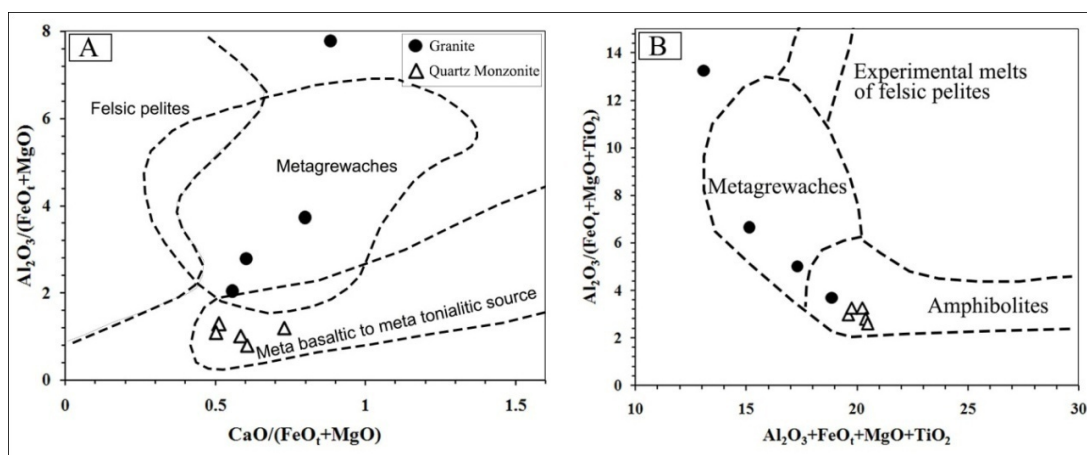 A
Granite
Quartz Monzonite
Felsic pelites
Metagrewaches
Meta basaltic to meta tonialitic source
Al₂O₃/(FeOₜ+MgO)
8
6
4
2
0
0
0.5
1
1.5
CaO/(FeOₜ+MgO)
B
Experimental melts
of felsic pelites
Metagrewaches
Amphibolites
Al₂O₃/(FeOₜ+MgO+TiO₂)
14
12
10
8
6
4
2
0
10
15
20
25
30
Al₂O₃+FeOₜ+MgO+TiO₂